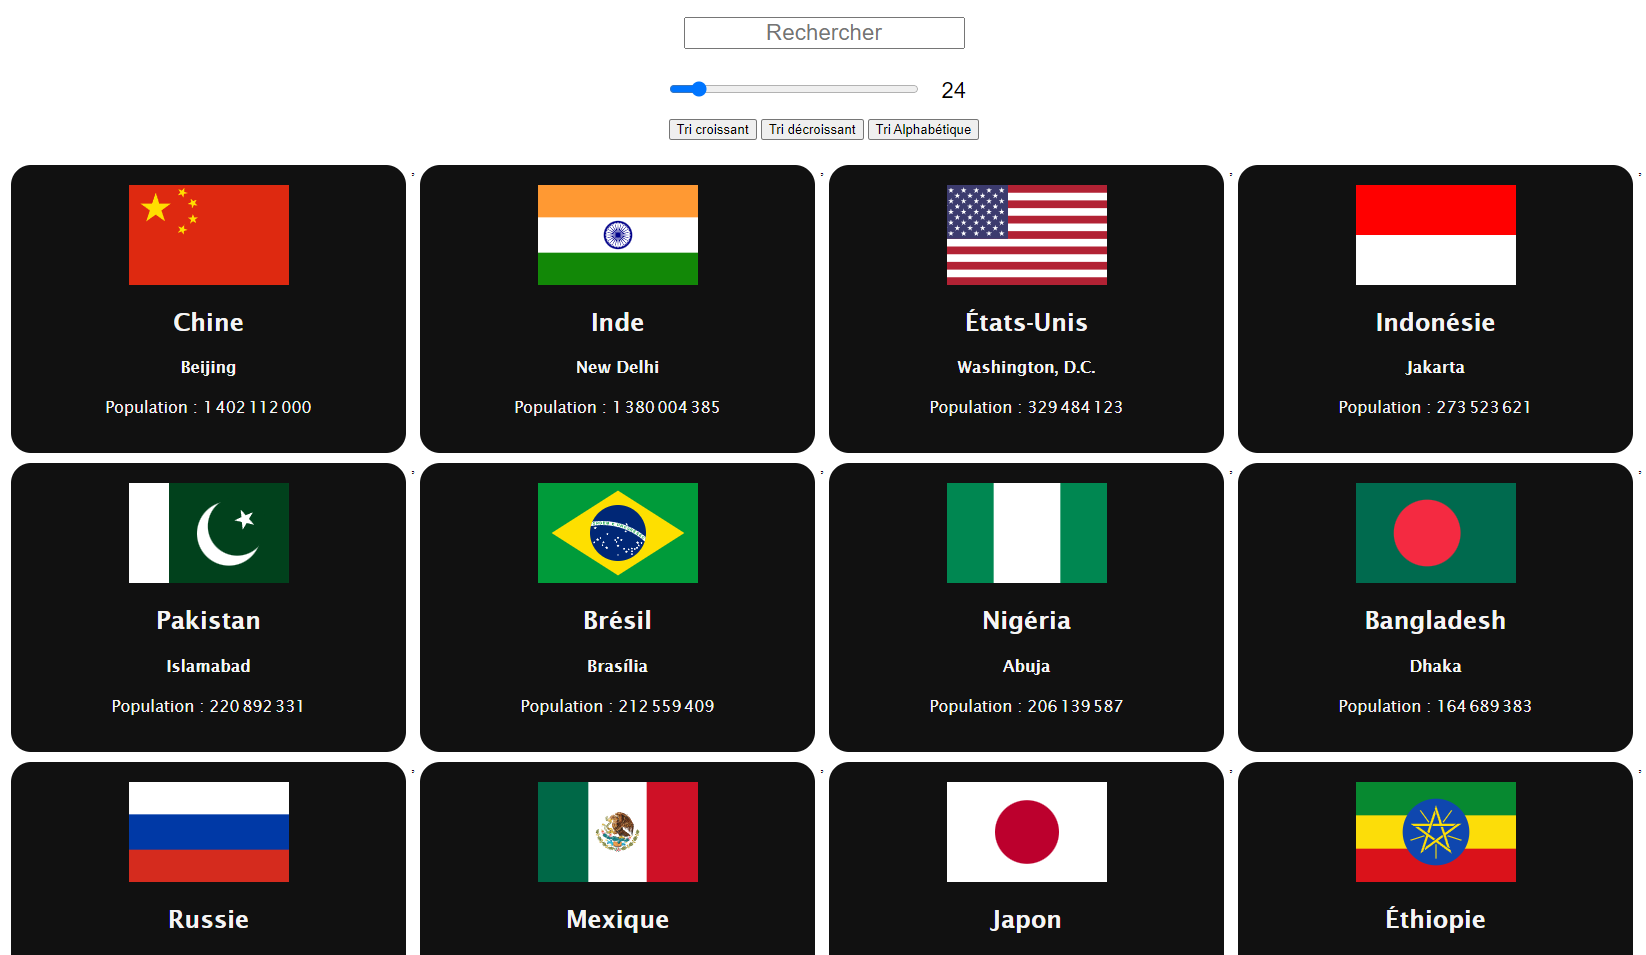 Rechercher
24
Tri croissant Tri décroissant Tri Alphabétique
Chine
Beijing
Population : 1 402 112 000
Inde
New Delhi
Population : 1 380 004 385
États-Unis
Washington, D.C.
Population : 329 484 123
Indonésie
Jakarta
Population : 273 523 621
Pakistan
Islamabad
Population : 220 892 331
Brésil
Brasília
Population : 212 559 409
Nigéria
Abuja
Population : 206 139 587
Bangladesh
Dhaka
Population : 164 689 383
Russie
Mexique
Japon
Éthiopie